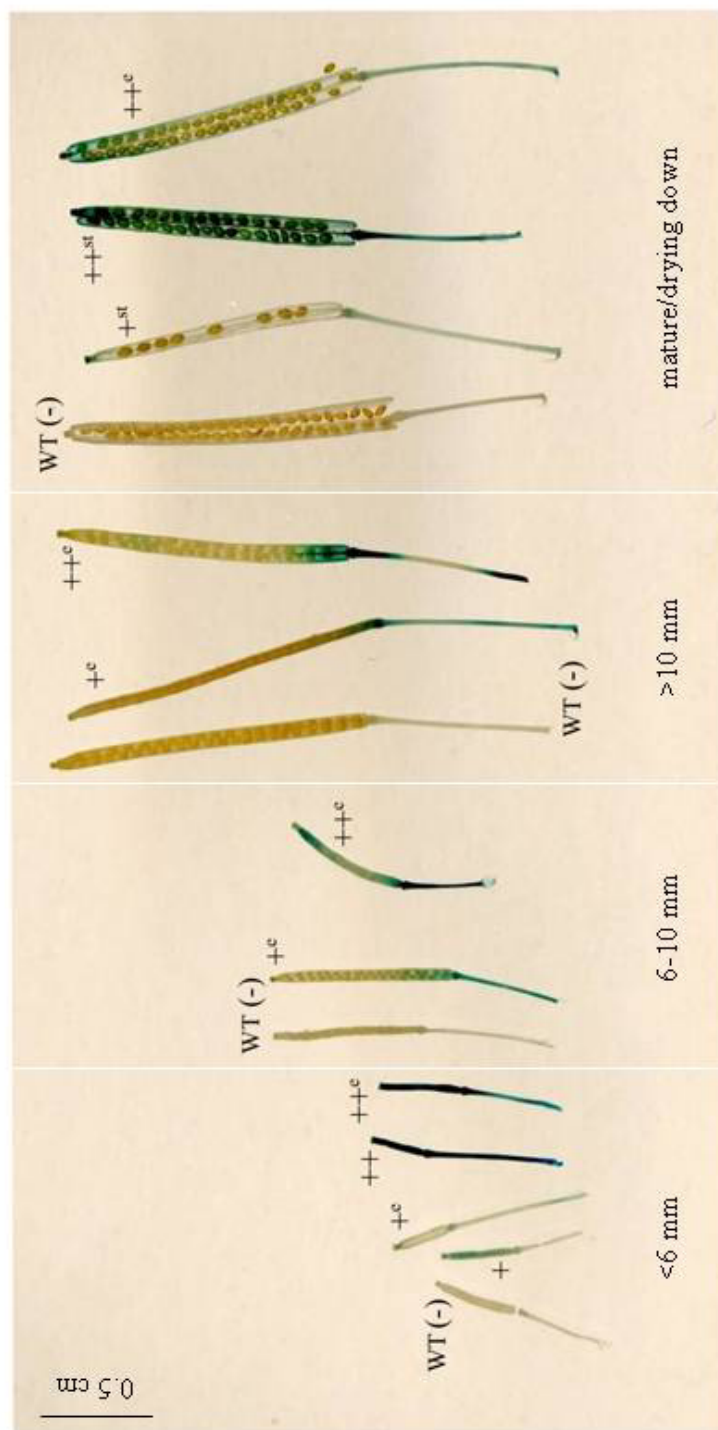 ++ᵉ
++ˢᵗ
+ˢᵗ
WT (-)
mature/drying down
++ᵉ
+ᵉ
WT (-)
>10 mm
++ᵉ
+ᵉ
WT (-)
6-10 mm
++ᵉ
++
+ᵉ
+
WT (-)
<6 mm
0.5 cm